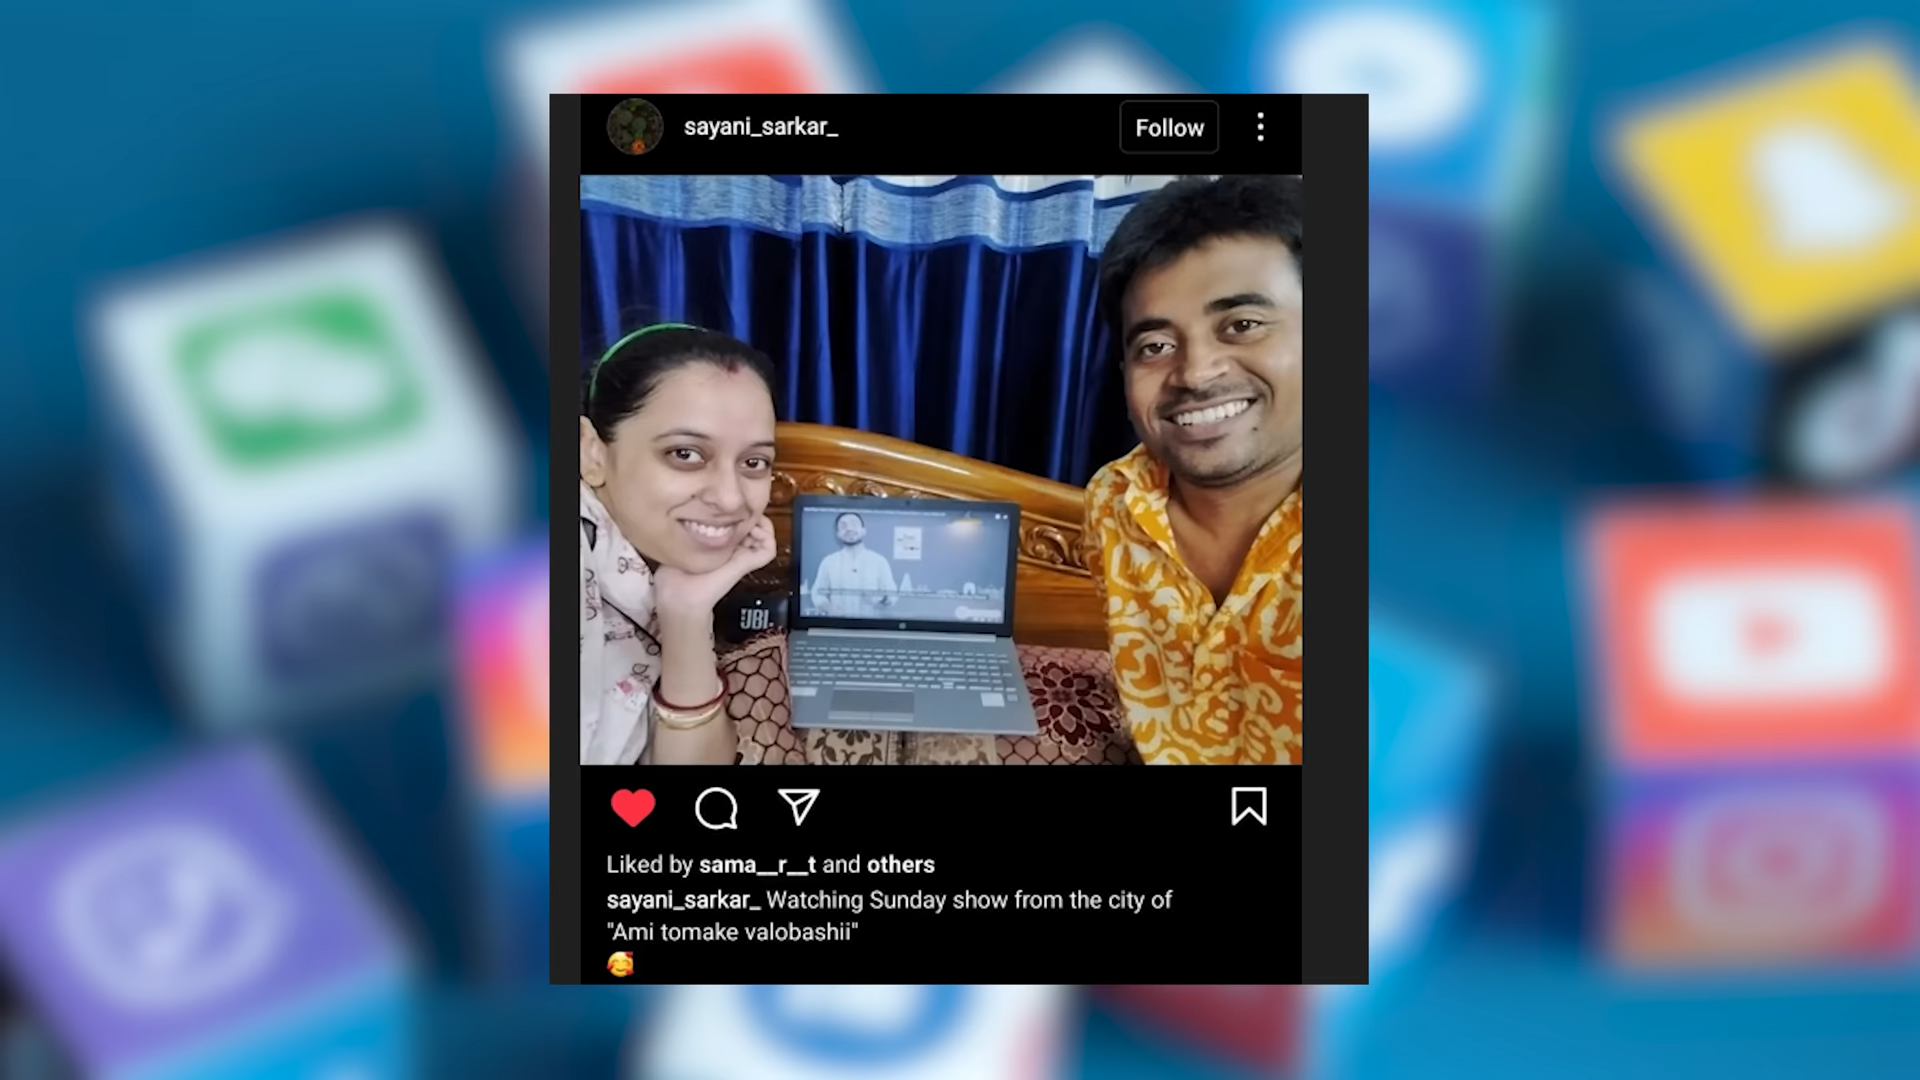 sayani_sarkar_
Follow
JBL
Liked by sama__r__t and others
sayani_sarkar_ Watching Sunday show from the city of
"Ami tomake valobashii"